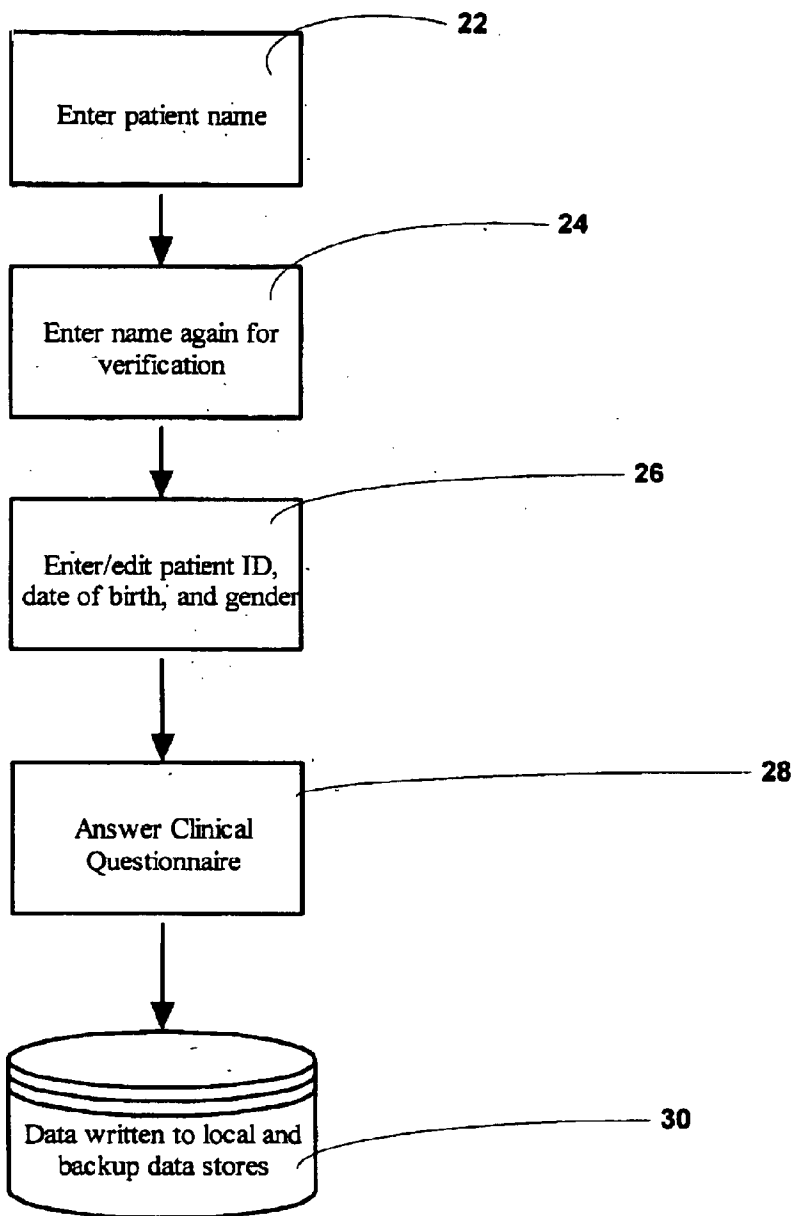 22
Enter patient name
24
Enter name again for
verification
26
Enter/edit patient ID,
date of birth, and gender
28
Answer Clinical
Questionnaire
30
Data written to local and
backup data stores